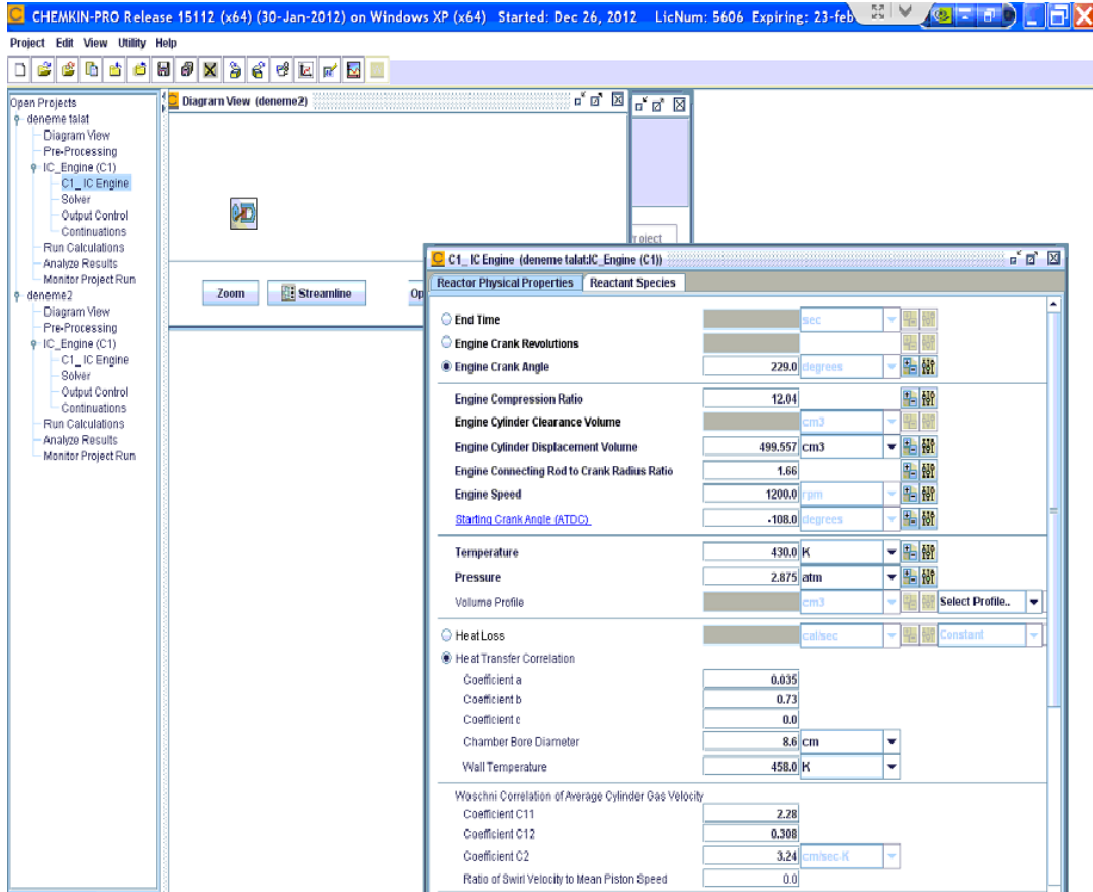 CHEMKIN-PRO Release 15112 (x64) (30-Jan-2012) on Windows XP (x64) Started: Dec 26, 2012 LicNum: 5606 Expiring: 23-feb
Project Edit View Utility Help
Open Projects
deneme talat
Diagram View
Pre-Processing
IC_Engine (C1)
C1_ IC Engine
Solver
Output Control
Continuations
Run Calculations
Analyze Results
Monitor Project Run
deneme2
Diagram View
Pre-Processing
IC_Engine (C1)
C1_ IC Engine
Solver
Output Control
Continuations
Run Calculations
Analyze Results
Monitor Project Run
Diagram View (deneme2)
Zoom Streamline Op
roject
C1_ IC Engine (deneme talat:IC_Engine (C1))
Reactor Physical Properties Reactant Species
End Time sec
Engine Crank Revolutions
Engine Crank Angle 229.0 degrees
Engine Compression Ratio 12.04
Engine Cylinder Clearance Volume cm3
Engine Cylinder Displacement Volume 499.557 cm3
Engine Connecting Rod to Crank Radius Ratio 1.66
Engine Speed 1200.0 rpm
Starting Crank Angle (ATDC) -108.0 degrees
Temperature 430.0 K
Pressure 2.875 atm
Volume Profile cm3 Select Profile..
Heat Loss cal/sec Constant
Heat Transfer Correlation
Coefficient a 0.035
Coefficient b 0.73
Coefficient c 0.0
Chamber Bore Diameter 8.6 cm
Wall Temperature 458.0 K
Woschni Correlation of Average Cylinder Gas Velocity
Coefficient C11 2.28
Coefficient C12 0.308
Coefficient C2 3.24 cm/sec-K
Ratio of Swirl Velocity to Mean Piston Speed 0.0